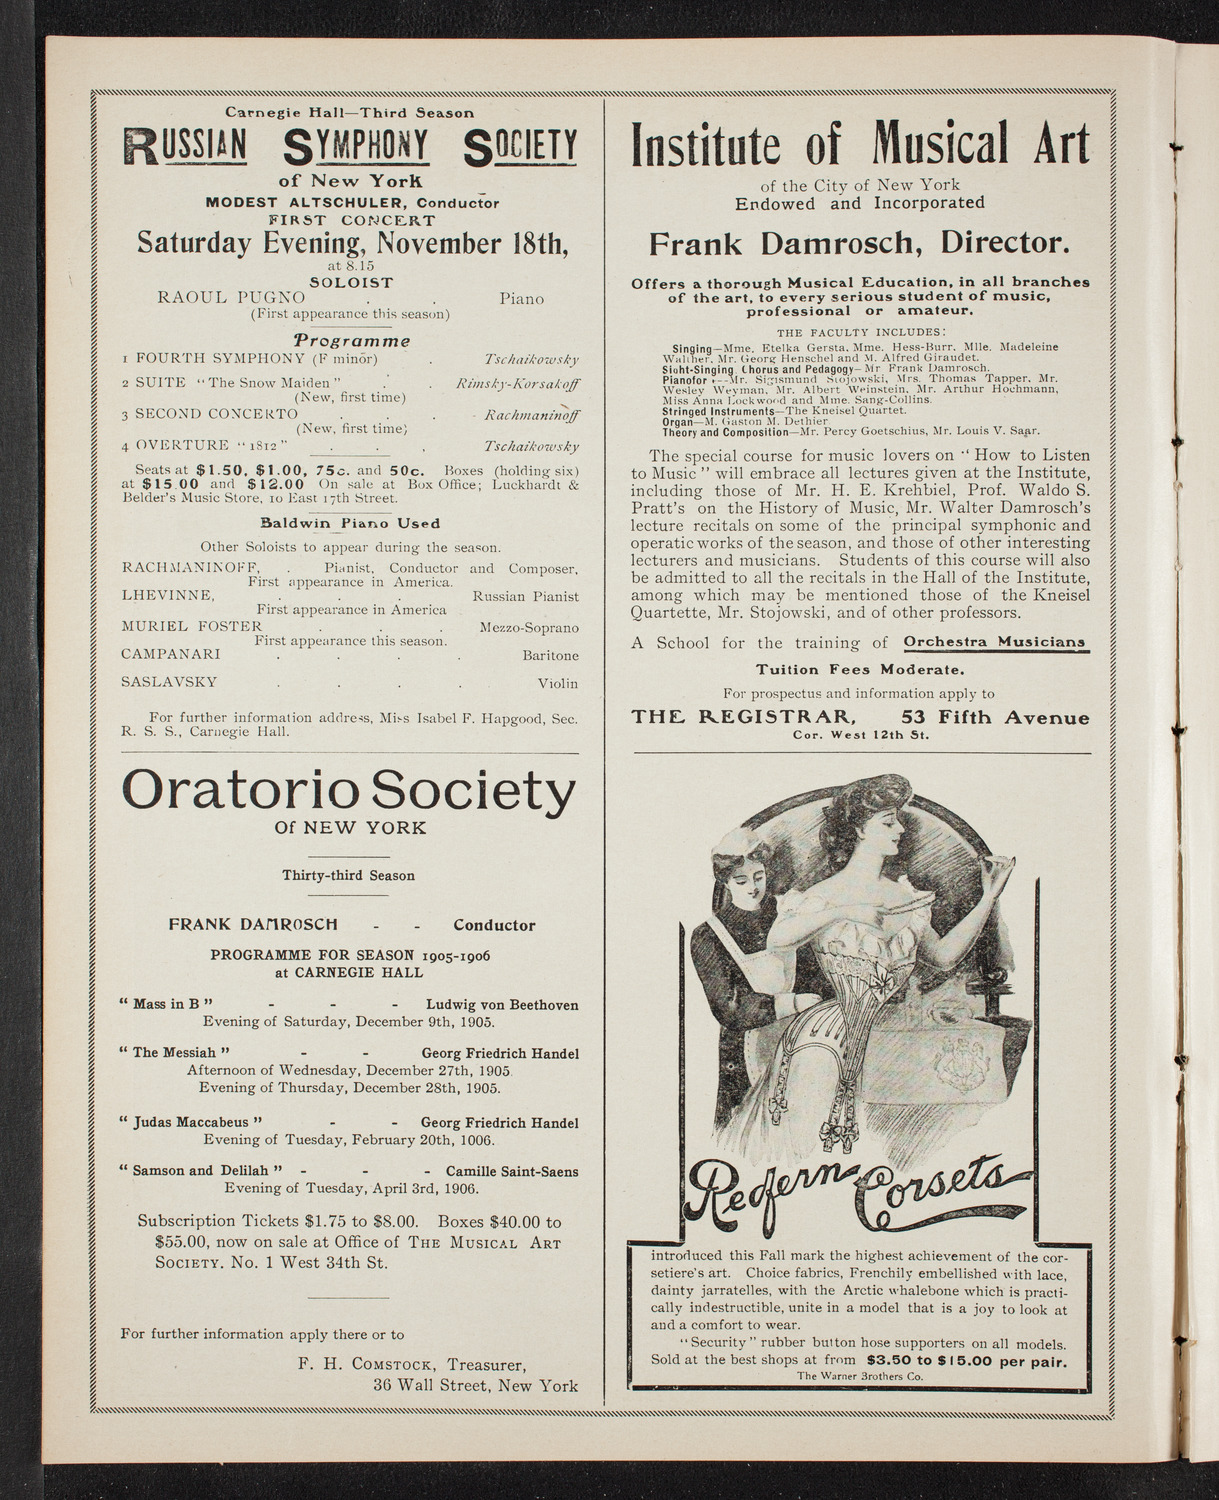 Carnegie Hall—Third Season
RUSSIAN SYMPHONY SOCIETY
of New York
MODEST ALTSCHULER, Conductor
FIRST CONCERT
Saturday Evening, November 18th,
at 8.15
SOLOIST
RAOUL PUGNO . . Piano
(First appearance this season)
Programme
1 FOURTH SYMPHONY (F minor) . Tschaikowsky
2 SUITE "The Snow Maiden" . . Rimsky-Korsakoff
(New, first time)
3 SECOND CONCERTO . . . . Rachmaninoff
(New, first time)
4 OVERTURE "1812" . . . Tschaikowsky
Seats at $1.50, $1.00, 75c. and 50c. Boxes (holding six)
at $15.00 and $12.00 On sale at Box Office; Luckhardt &
Belder's Music Store, 10 East 17th Street.
Baldwin Piano Used
Other Soloists to appear during the season.
RACHMANINOFF, . Pianist, Conductor and Composer,
First appearance in America.
LHEVINNE, . . . Russian Pianist
First appearance in America
MURIEL FOSTER . . . Mezzo-Soprano
First appearance this season.
CAMPANARI . . . . Baritone
SASLAVSKY . . . . Violin
For further information address, Miss Isabel F. Hapgood, Sec.
R. S. S., Carnegie Hall.
Oratorio Society
Of NEW YORK
Thirty-third Season
FRANK DAMROSCH - - Conductor
PROGRAMME FOR SEASON 1905-1906
at CARNEGIE HALL
"Mass in B" - - - Ludwig von Beethoven
Evening of Saturday, December 9th, 1905.
"The Messiah" - - Georg Friedrich Handel
Afternoon of Wednesday, December 27th, 1905.
Evening of Thursday, December 28th, 1905.
"Judas Maccabeus" - - Georg Friedrich Handel
Evening of Tuesday, February 20th, 1006.
"Samson and Delilah" - - - Camille Saint-Saens
Evening of Tuesday, April 3rd, 1906.
Subscription Tickets $1.75 to $8.00. Boxes $40.00 to
$55.00, now on sale at Office of THE MUSICAL ART
SOCIETY. No. 1 West 34th St.
For further information apply there or to
F. H. COMSTOCK, Treasurer,
36 Wall Street, New York
Institute of Musical Art
of the City of New York
Endowed and Incorporated
Frank Damrosch, Director.
Offers a thorough Musical Education, in all branches
of the art, to every serious student of music,
professional or amateur.
THE FACULTY INCLUDES:
Singing—Mme. Etelka Gersta. Mme. Hess-Burr, Mlle. Madeleine
Walther, Mr. Georg Henschel and M. Alfred Giraudet.
Sight-Singing Chorus and Pedagogy—Mr Frank Damrosch.
Pianofor e--Mr. Sigismund Stojowski, Mrs. Thomas Tapper, Mr.
Wesley Weyman, Mr. Albert Weinstein, Mr. Arthur Hochmann,
Miss Anna Lockwood and Mme. Sang-Collins.
Stringed Instruments—The Kneisel Quartet.
Organ—M. Gaston M. Dethier
Theory and Composition—Mr. Percy Goetschius, Mr. Louis V. Saar.
The special course for music lovers on "How to Listen
to Music" will embrace all lectures given at the Institute,
including those of Mr. H. E. Krehbiel, Prof. Waldo S.
Pratt's on the History of Music, Mr. Walter Damrosch's
lecture recitals on some of the principal symphonic and
operatic works of the season, and those of other interesting
lecturers and musicians. Students of this course will also
be admitted to all the recitals in the Hall of the Institute,
among which may be mentioned those of the Kneisel
Quartette, Mr. Stojowski, and of other professors.
A School for the training of Orchestra Musicians
Tuition Fees Moderate.
For prospectus and information apply to
THE REGISTRAR, 53 Fifth Avenue
Cor. West 12th St.
Redfern Corsets
introduced this Fall mark the highest achievement of the cor-
setiere's art. Choice fabrics, Frenchily embellished with lace,
dainty jarratelles, with the Arctic whalebone which is practi-
cally indestructible, unite in a model that is a joy to look at
and a comfort to wear.
"Security" rubber button hose supporters on all models.
Sold at the best shops at from $3.50 to $15.00 per pair.
The Warner Brothers Co.